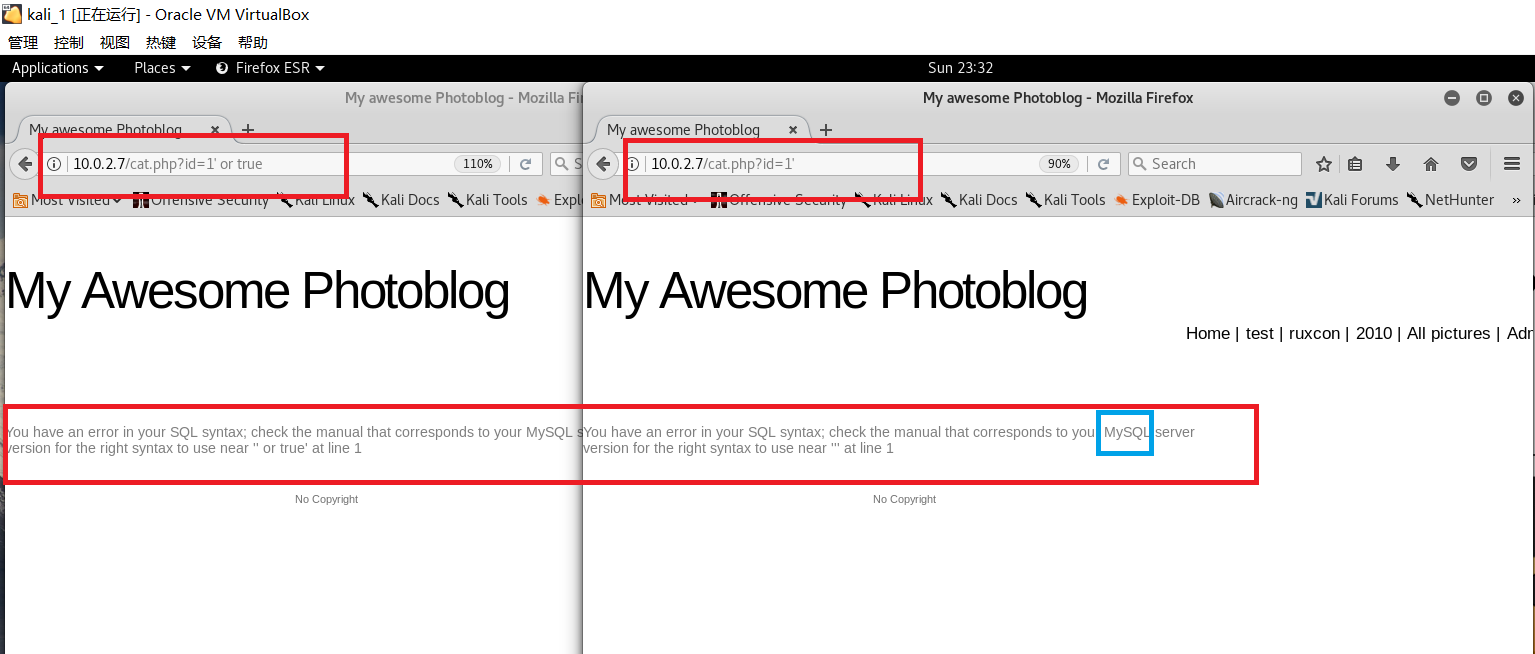 kali_1 [正在运行] - Oracle VM VirtualBox
管理 控制 视图 热键 设备 帮助
Applications Places Firefox ESR Sun 23:32
My awesome Photoblog - Mozilla Fi
My awesome Photoblog
10.0.2.7/cat.php?id=1' or true 110% S
Most Visited Offensive Security Kali Linux Kali Docs Kali Tools Explo
My Awesome Photoblog
You have an error in your SQL syntax; check the manual that corresponds to your MySQL s
version for the right syntax to use near '' or true' at line 1
No Copyright
My awesome Photoblog - Mozilla Firefox
My awesome Photoblog
10.0.2.7/cat.php?id=1' 90% Search
Most Visited Offensive Security Kali Linux Kali Docs Kali Tools Exploit-DB Aircrack-ng Kali Forums NetHunter »
My Awesome Photoblog
Home | test | ruxcon | 2010 | All pictures | Adr
You have an error in your SQL syntax; check the manual that corresponds to you MySQL server
version for the right syntax to use near ''' at line 1
No Copyright